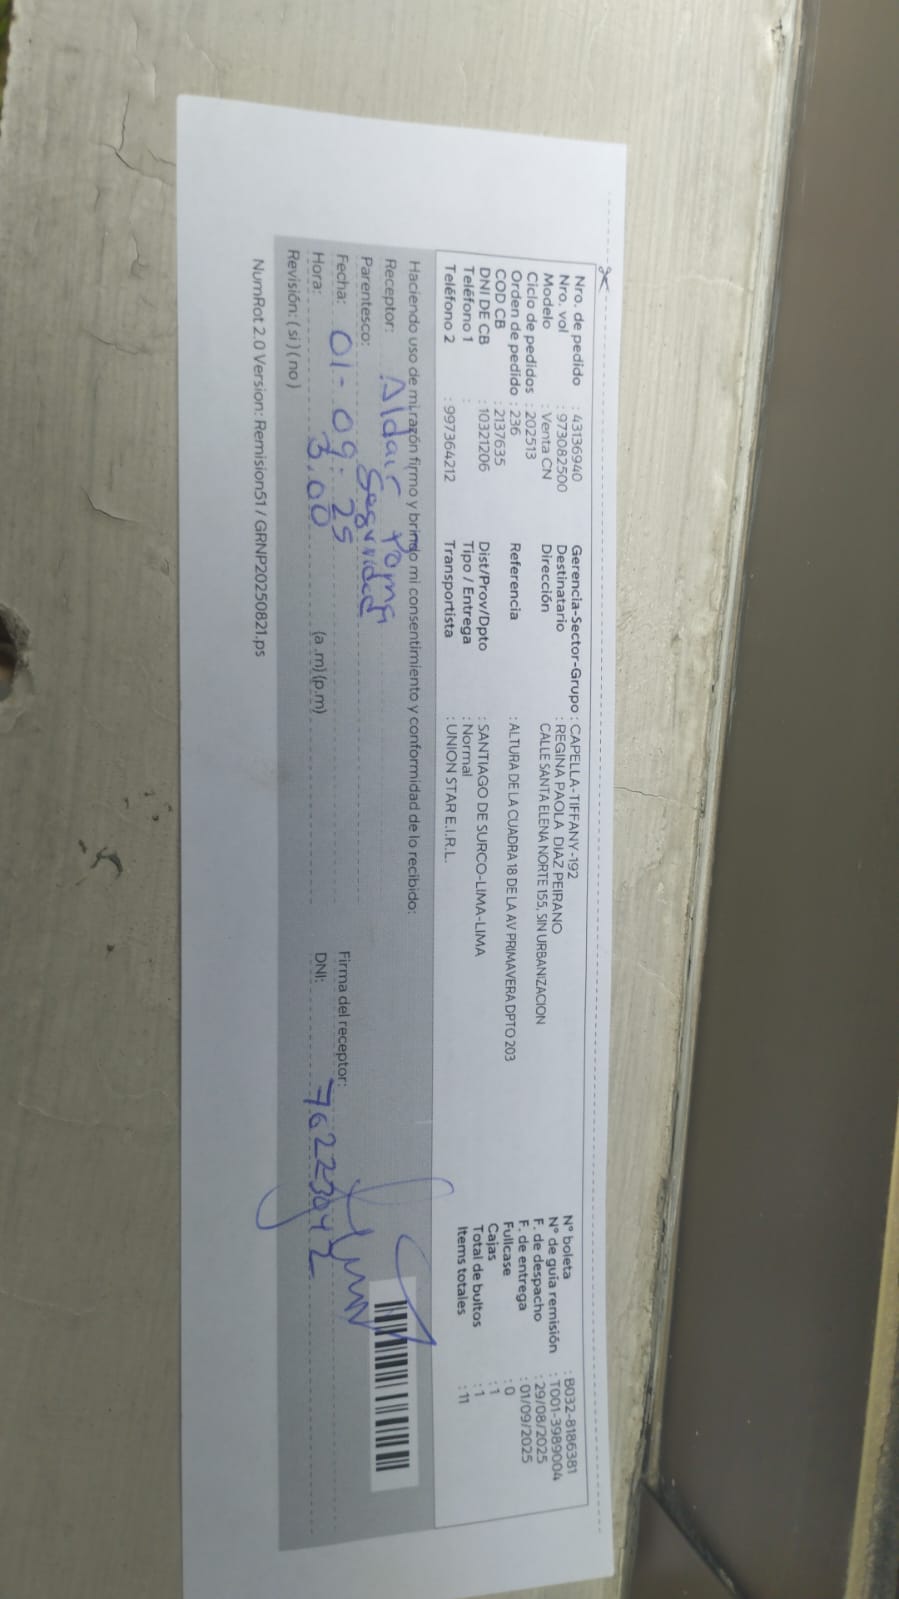 Nro. de pedido : 43136940
Nro. vol : 973082500
Modelo : Venta CN
Ciclo de pedidos : 202513
Orden de pedido : 236
COD CB : 2137635
DNI DE CB : 10321206
Teléfono 1 :
Teléfono 2 : 997364212
Gerencia-Sector-Grupo : CAPELLA-TIFFANY-192
Destinatario : REGINA PAOLA DIAZ PEIRANO
Dirección CALLE SANTA ELENA NORTE 155, SIN URBANIZACION
Referencia : ALTURA DE LA CUADRA 18 DE LA AV PRIMAVERA DPTO 203
Dist/Prov/Dpto : SANTIAGO DE SURCO-LIMA-LIMA
Tipo / Entrega : Normal
Transportista : UNION STAR E.I.R.L.
N° boleta : B032-8186381
N° de guía remisión : T001-3989004
F. de despacho : 29/08/2025
F. de entrega : 01/09/2025
Fullcase : 0
Cajas : 1
Total de bultos : 1
Items totales : 11
Haciendo uso de mi razón firmo y brindo mi consentimiento y conformidad de lo recibido:
Receptor: Aldair Poma
Parentesco: Seguridad
Fecha: 01-09-25
Hora: 3.00 (a .m) (p.m)
Revisión: ( si ) ( no )
Firma del receptor:
DNI:
NumRot 2.0 Version: Remision51 / GRNP20250821.ps